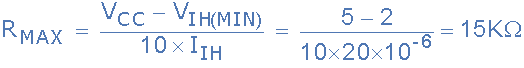 R_MAX = (V_CC − V_IH(MIN)) / (10 × I_IH) = (5 − 2) / (10×20×10^-6) = 15KΩ